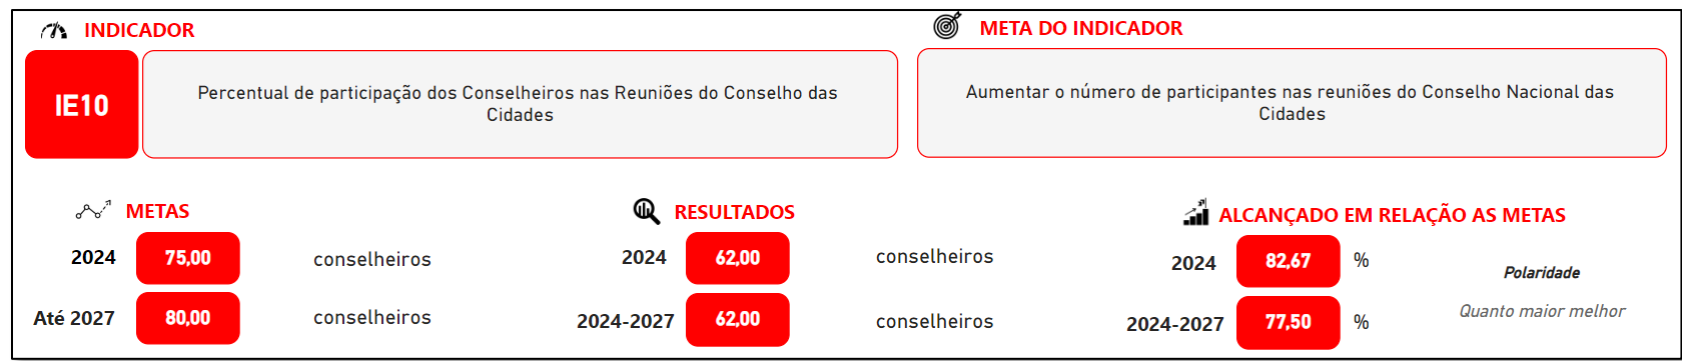 INDICADOR
META DO INDICADOR
IE10
Percentual de participação dos Conselheiros nas Reuniões do Conselho das
Cidades
Aumentar o número de participantes nas reuniões do Conselho Nacional das
Cidades
METAS
2024 75,00 conselheiros
Até 2027 80,00 conselheiros
RESULTADOS
2024 62,00 conselheiros
2024-2027 62,00 conselheiros
ALCANÇADO EM RELAÇÃO AS METAS
2024 82,67 %
2024-2027 77,50 %
Polaridade
Quanto maior melhor